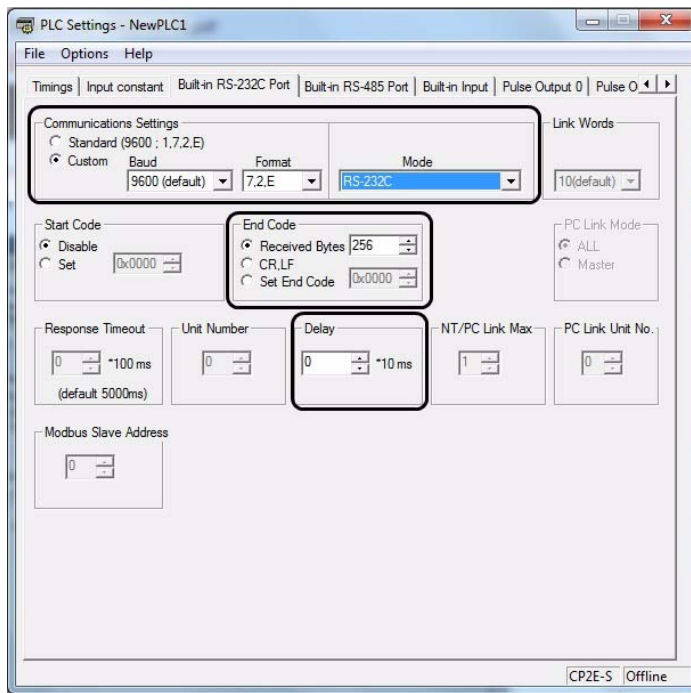 PLC Settings - NewPLC1
File Options Help
Timings Input constant Built-in RS-232C Port Built-in RS-485 Port Built-in Input Pulse Output 0 Pulse O
Communications Settings
Standard (9600 ; 1,7,2,E)
Custom
Baud Format Mode
9600 (default) 7,2,E RS-232C
Link Words
10(default)
Start Code
Disable
Set 0x0000
End Code
Received Bytes 256
CR,LF
Set End Code 0x0000
PC Link Mode
ALL
Master
Response Timeout
0 *100 ms
(default 5000ms)
Unit Number
0
Delay
0 *10 ms
NT/PC Link Max
1
PC Link Unit No.
0
Modbus Slave Address
0
CP2E-S Offline